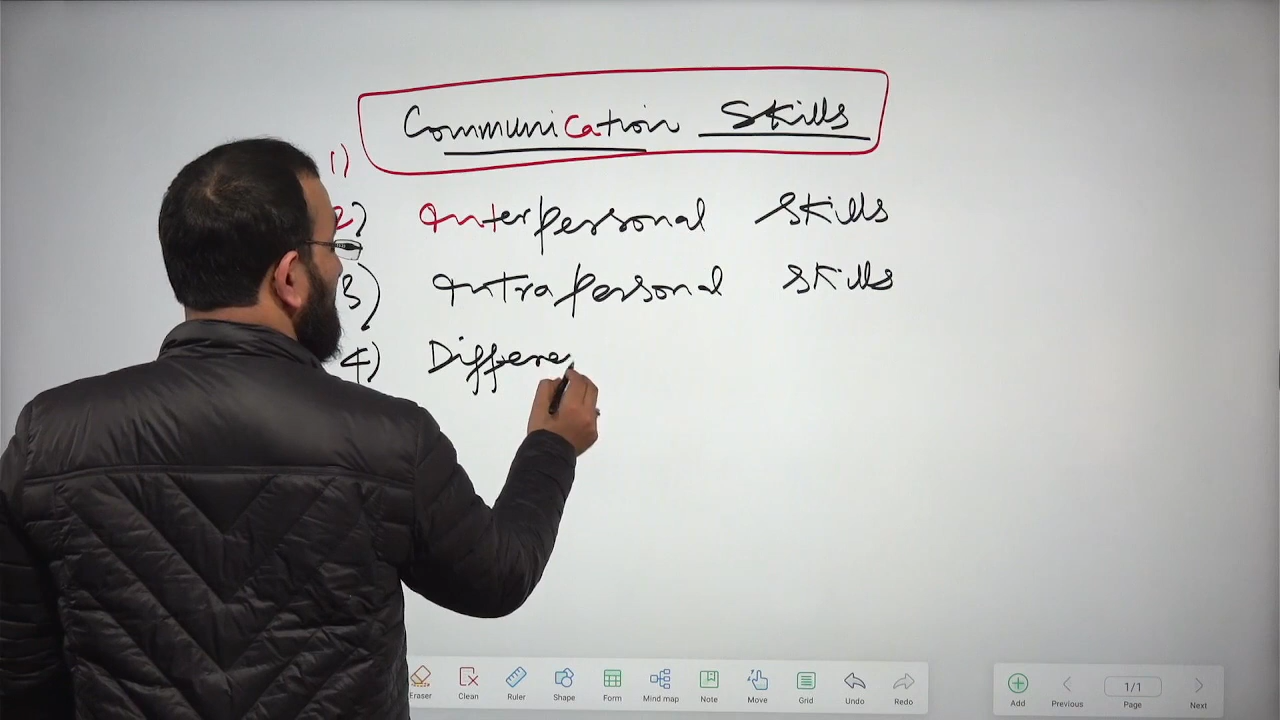 Communication Skills
1)
2) Interpersonal Skills
3) Intrapersonal Skills
4) Differe
Eraser Clean Ruler Shape Form Mind map Note Move Grid Undo Redo
Add Previous 1/1 Page Next